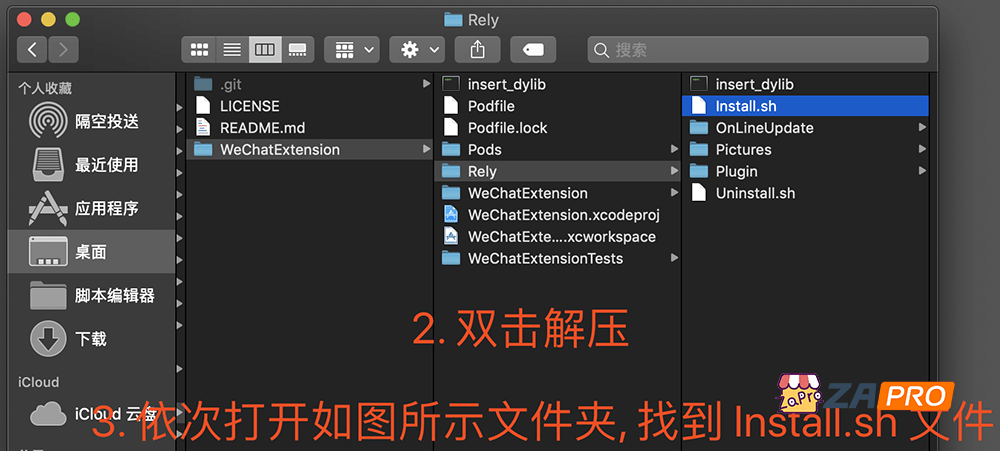 Rely
搜索
个人收藏
隔空投送
最近使用
应用程序
桌面
脚本编辑器
下载
iCloud
iCloud 云盘
.git
LICENSE
README.md
WeChatExtension
insert_dylib
Podfile
Podfile.lock
Pods
Rely
WeChatExtension
WeChatExtension.xcodeproj
WeChatExte....xcworkspace
WeChatExtensionTests
insert_dylib
Install.sh
OnLineUpdate
Pictures
Plugin
Uninstall.sh
2. 双击解压
3. 依次打开如图所示文件夹, 找到 Install.sh 文件
ZAPRO